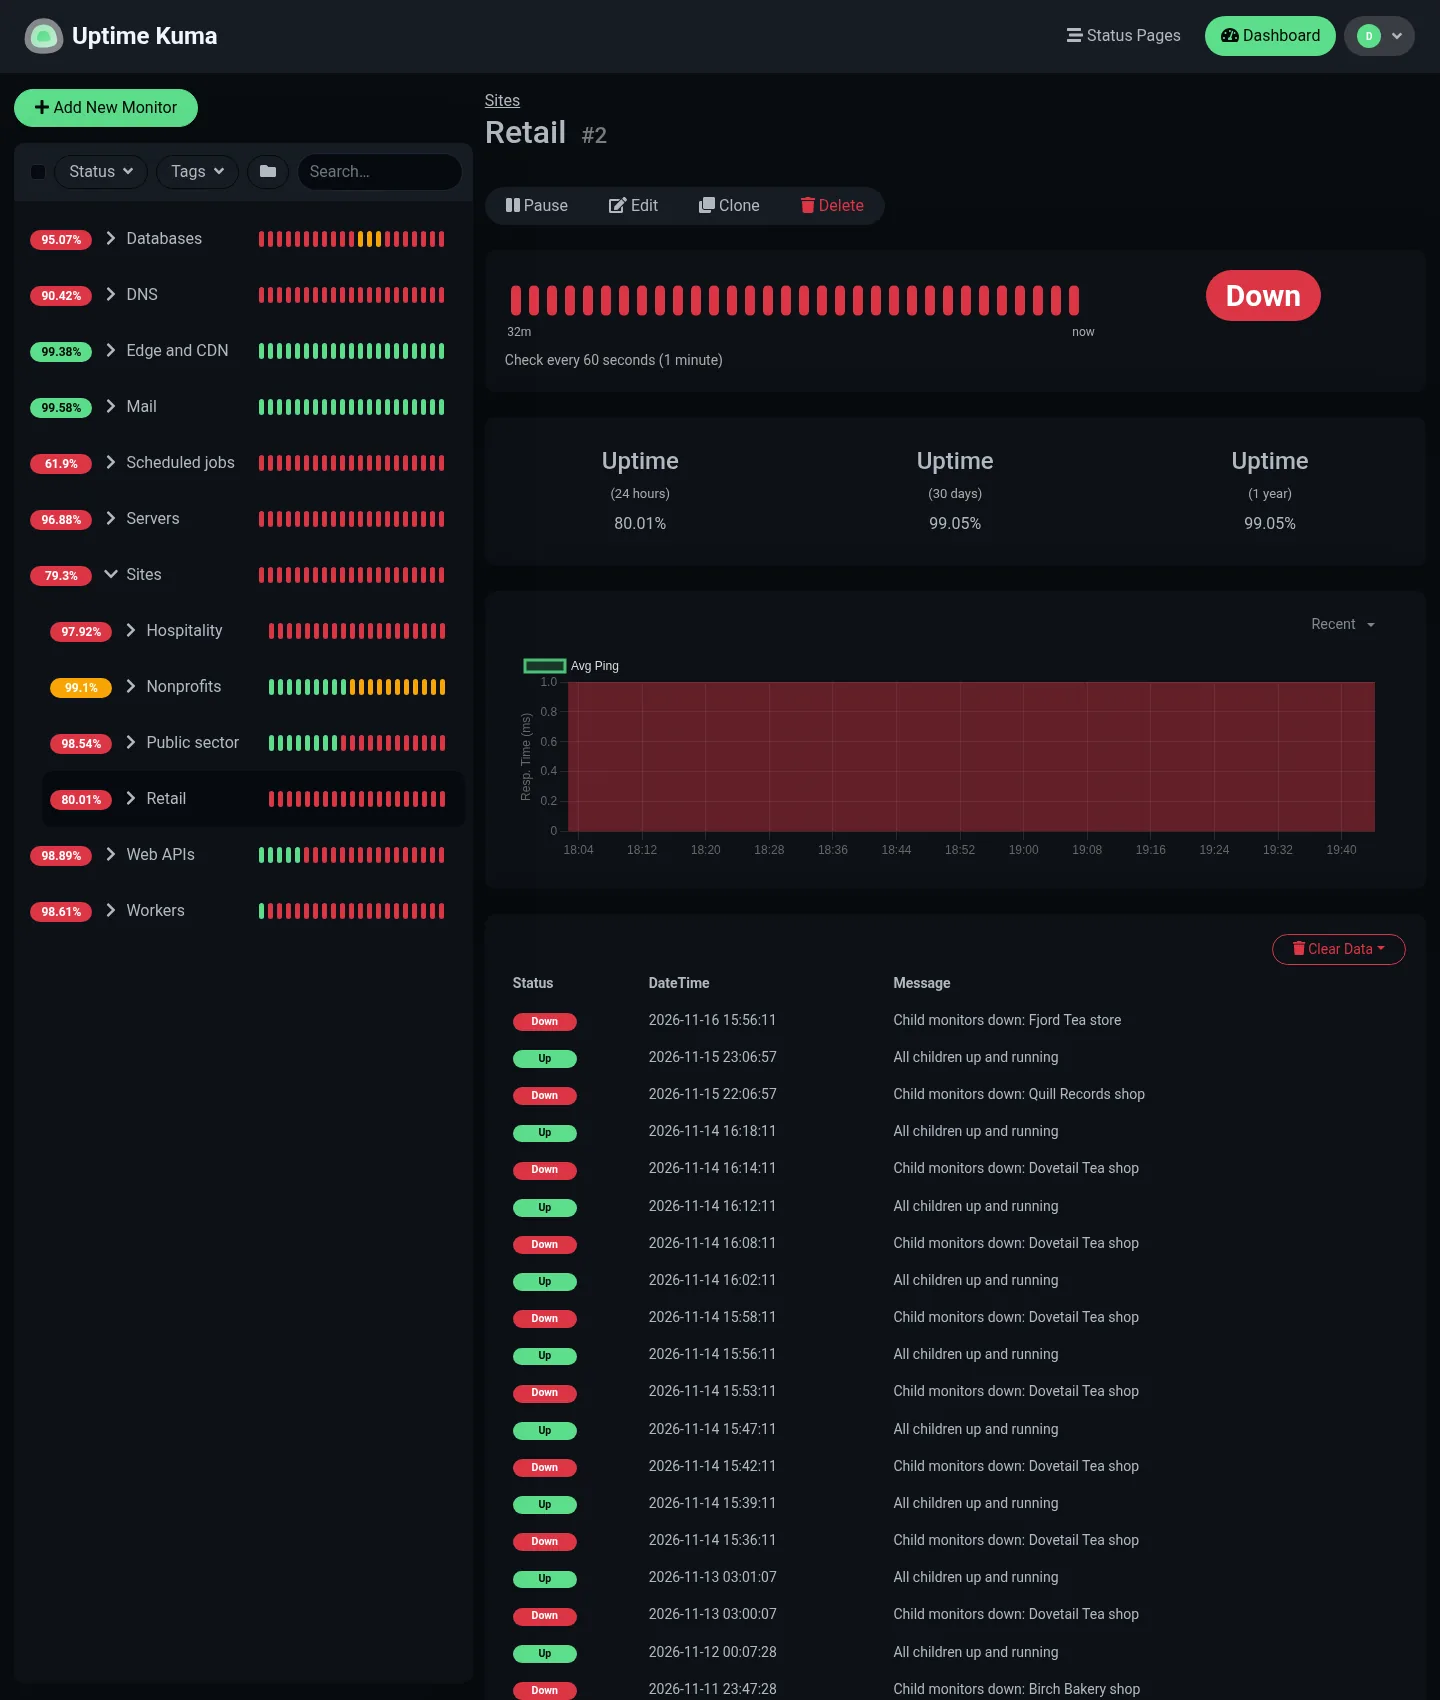 Uptime Kuma
Status Pages
Dashboard
D
Add New Monitor
Status
Tags
Search...
95.07% Databases
90.42% DNS
99.38% Edge and CDN
99.58% Mail
61.9% Scheduled jobs
96.88% Servers
79.3% Sites
97.92% Hospitality
99.1% Nonprofits
98.54% Public sector
80.01% Retail
98.89% Web APIs
98.61% Workers
Sites
Retail #2
Pause Edit Clone Delete
Down
32m now
Check every 60 seconds (1 minute)
Uptime Uptime Uptime
(24 hours) (30 days) (1 year)
80.01% 99.05% 99.05%
Recent
Avg Ping
Resp. Time (ms)
1.0
0.8
0.6
0.4
0.2
0
18:04 18:12 18:20 18:28 18:36 18:44 18:52 19:00 19:08 19:16 19:24 19:32 19:40
Clear Data
Status DateTime Message
Down 2026-11-16 15:56:11 Child monitors down: Fjord Tea store
Up 2026-11-15 23:06:57 All children up and running
Down 2026-11-15 22:06:57 Child monitors down: Quill Records shop
Up 2026-11-14 16:18:11 All children up and running
Down 2026-11-14 16:14:11 Child monitors down: Dovetail Tea shop
Up 2026-11-14 16:12:11 All children up and running
Down 2026-11-14 16:08:11 Child monitors down: Dovetail Tea shop
Up 2026-11-14 16:02:11 All children up and running
Down 2026-11-14 15:58:11 Child monitors down: Dovetail Tea shop
Up 2026-11-14 15:56:11 All children up and running
Down 2026-11-14 15:53:11 Child monitors down: Dovetail Tea shop
Up 2026-11-14 15:47:11 All children up and running
Down 2026-11-14 15:42:11 Child monitors down: Dovetail Tea shop
Up 2026-11-14 15:39:11 All children up and running
Down 2026-11-14 15:36:11 Child monitors down: Dovetail Tea shop
Up 2026-11-13 03:01:07 All children up and running
Down 2026-11-13 03:00:07 Child monitors down: Dovetail Tea shop
Up 2026-11-12 00:07:28 All children up and running
Down 2026-11-11 23:47:28 Child monitors down: Birch Bakery shop